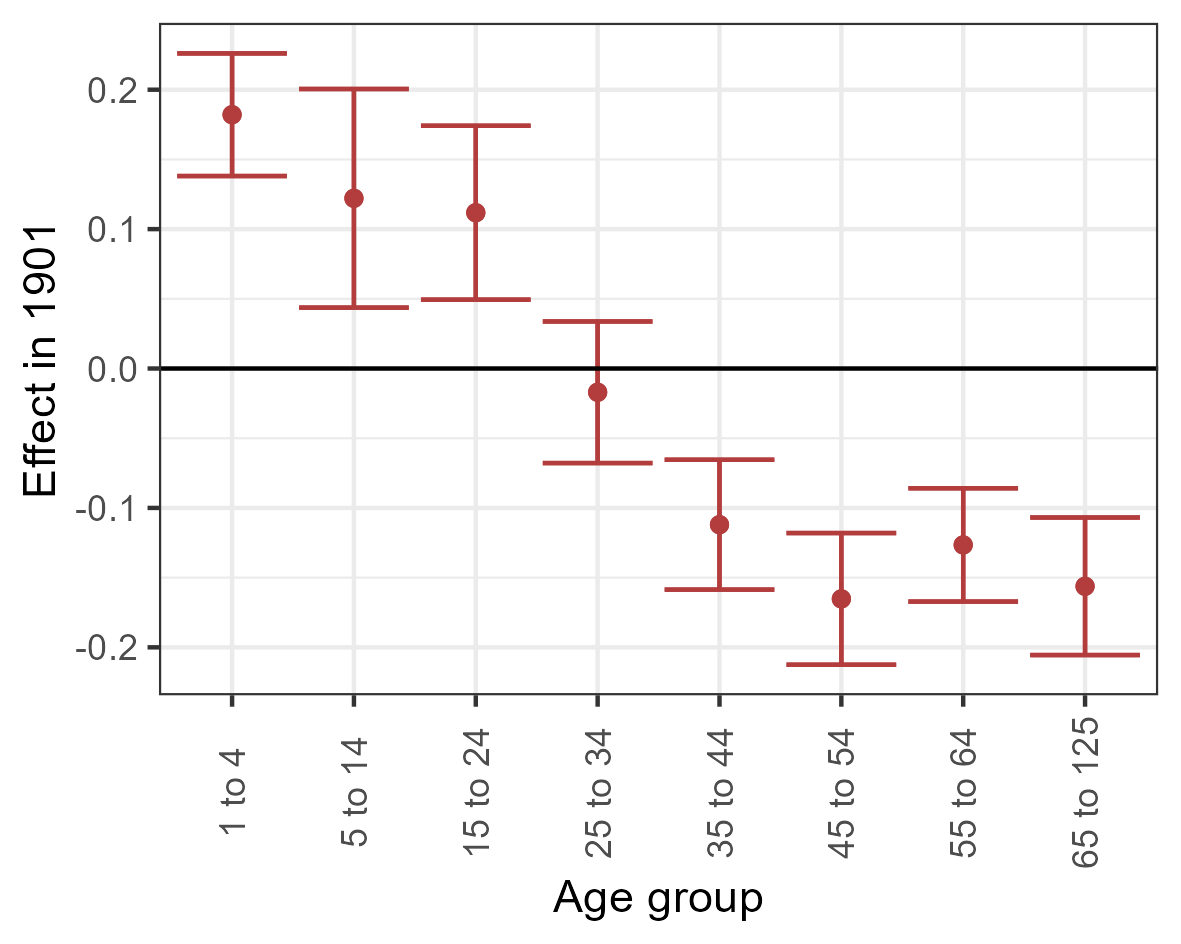 Effect in 1901
0.2
0.1
0.0
-0.1
-0.2
1 to 4
5 to 14
15 to 24
25 to 34
35 to 44
45 to 54
55 to 64
65 to 125
Age group